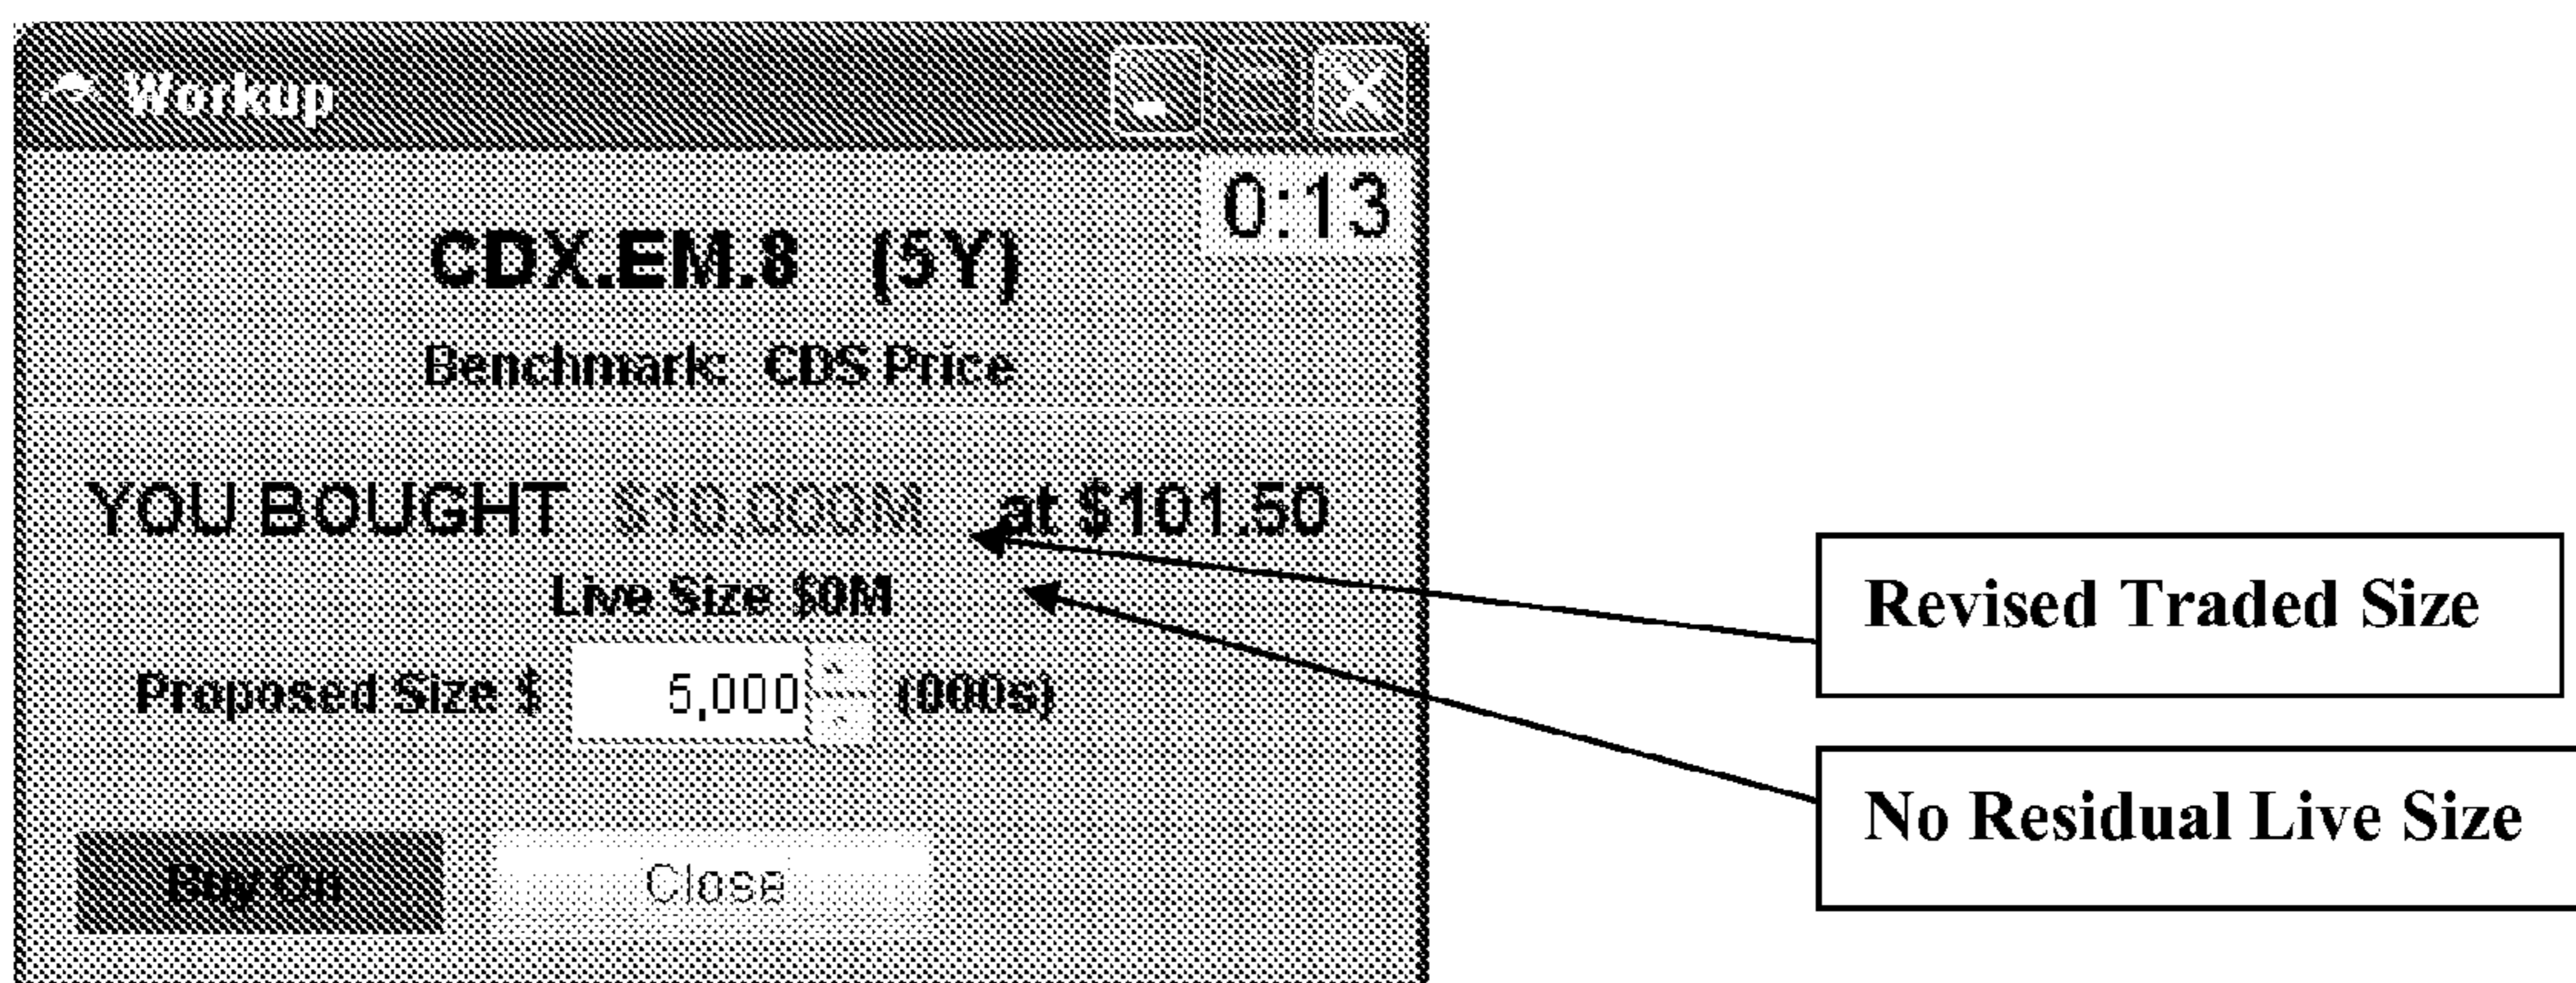 Workup
0:13
CDX.EM.8 (5Y)
Benchmark: CDS Price
YOU BOUGHT $10,000M at $101.50
Live Size $0M
Proposed Size $ 5,000 (000s)
Buy On Close
Revised Traded Size
No Residual Live Size